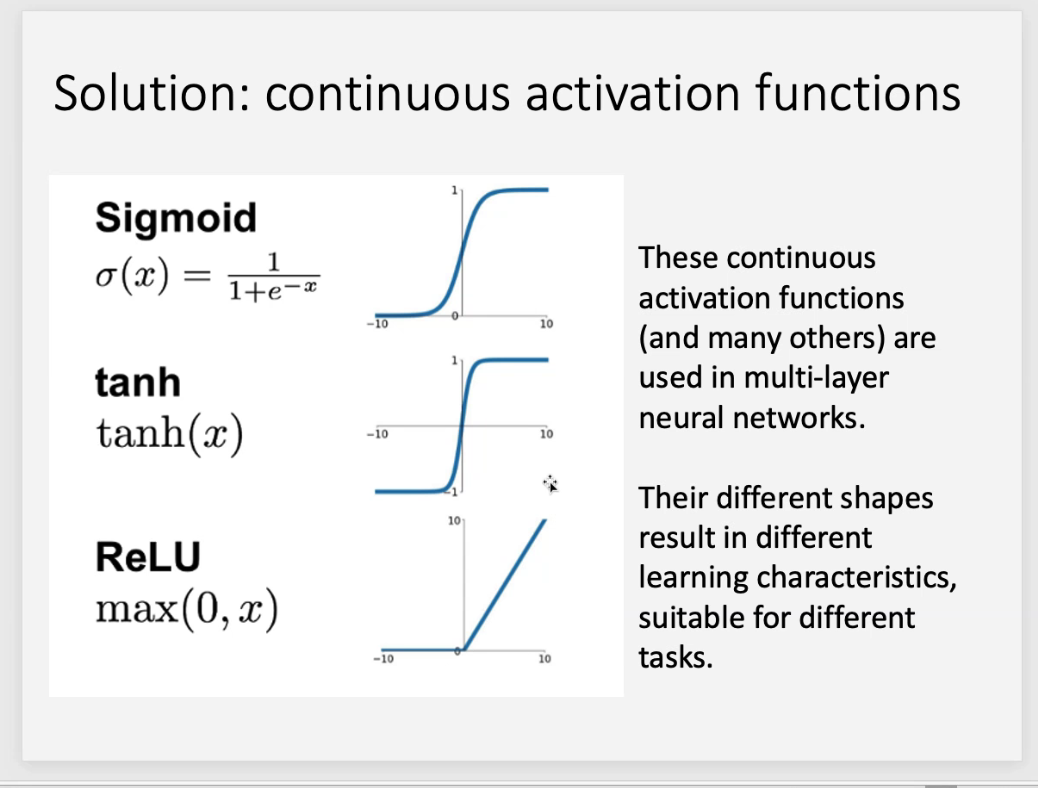 Solution: continuous activation functions
Sigmoid
σ(x) = 1/(1+e^−x)
1
−10
0
10
tanh
tanh(x)
1
−10
10
−1
ReLU
max(0, x)
10
−10
0
10
These continuous
activation functions
(and many others) are
used in multi-layer
neural networks.
Their different shapes
result in different
learning characteristics,
suitable for different
tasks.